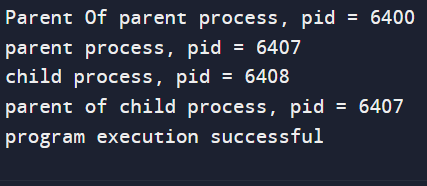 Parent Of parent process, pid = 6400
parent process, pid = 6407
child process, pid = 6408
parent of child process, pid = 6407
program execution successful